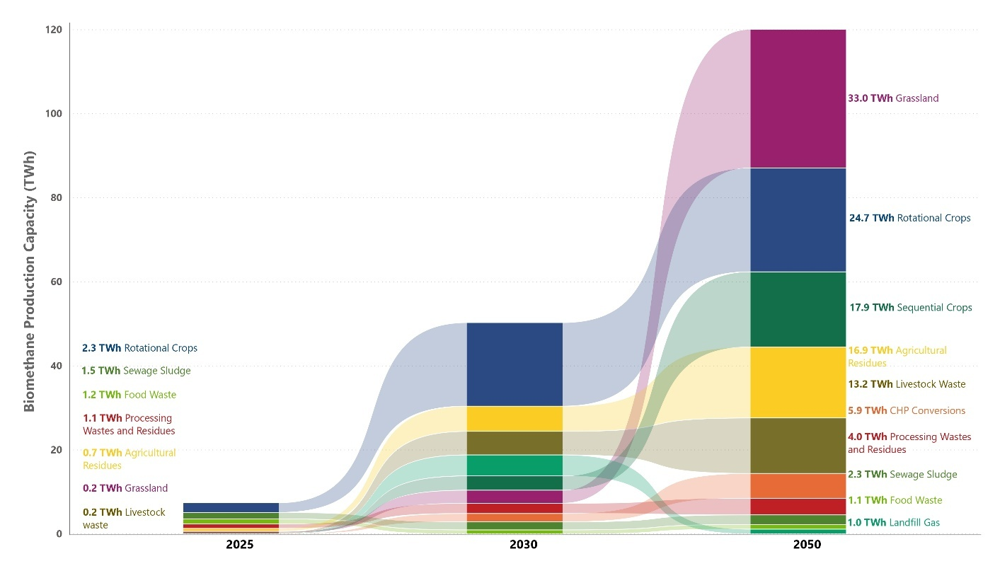 Biomethane Production Capacity (TWh)
120
100
80
60
40
20
0
2.3 TWh Rotational Crops
1.5 TWh Sewage Sludge
1.2 TWh Food Waste
1.1 TWh Processing
Wastes and Residues
0.7 TWh Agricultural
Residues
0.2 TWh Grassland
0.2 TWh Livestock
waste
33.0 TWh Grassland
24.7 TWh Rotational Crops
17.9 TWh Sequential Crops
16.9 TWh Agricultural
Residues
13.2 TWh Livestock Waste
5.9 TWh CHP Conversions
4.0 TWh Processing Wastes
and Residues
2.3 TWh Sewage Sludge
1.1 TWh Food Waste
1.0 TWh Landfill Gas
2025
2030
2050